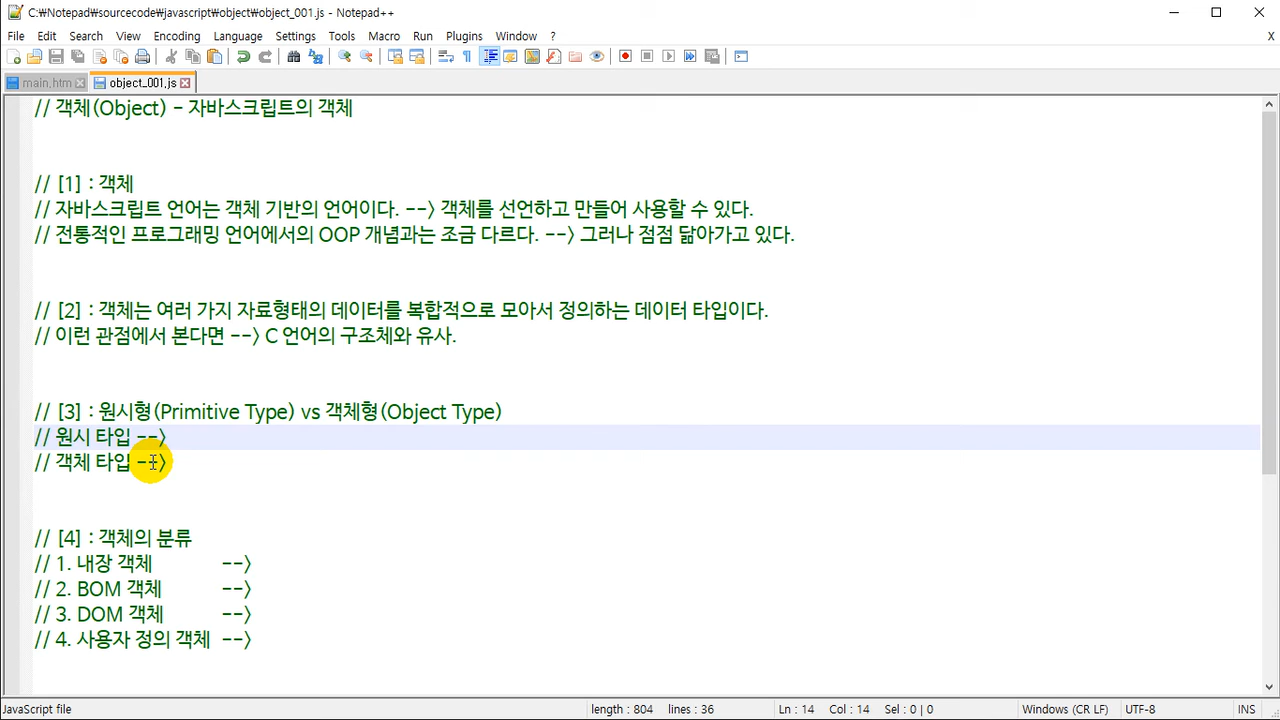 C:₩Notepad₩sourcecode₩javascript₩object₩object_001.js - Notepad++
File Edit Search View Encoding Language Settings Tools Macro Run Plugins Window ? X
main.htm object_001.js
// 객체(Object) - 자바스크립트의 객체
// [1] : 객체
// 자바스크립트 언어는 객체 기반의 언어이다. --> 객체를 선언하고 만들어 사용할 수 있다.
// 전통적인 프로그래밍 언어에서의 OOP 개념과는 조금 다르다. --> 그러나 점점 닮아가고 있다.
// [2] : 객체는 여러 가지 자료형태의 데이터를 복합적으로 모아서 정의하는 데이터 타입이다.
// 이런 관점에서 본다면 --> C 언어의 구조체와 유사.
// [3] : 원시형(Primitive Type) vs 객체형(Object Type)
// 원시 타입 -->
// 객체 타입 -->
// [4] : 객체의 분류
// 1. 내장 객체 -->
// 2. BOM 객체 -->
// 3. DOM 객체 -->
// 4. 사용자 정의 객체 -->
JavaScript file length : 804 lines : 36 Ln : 14 Col : 14 Sel : 0 | 0 Windows (CR LF) UTF-8 INS